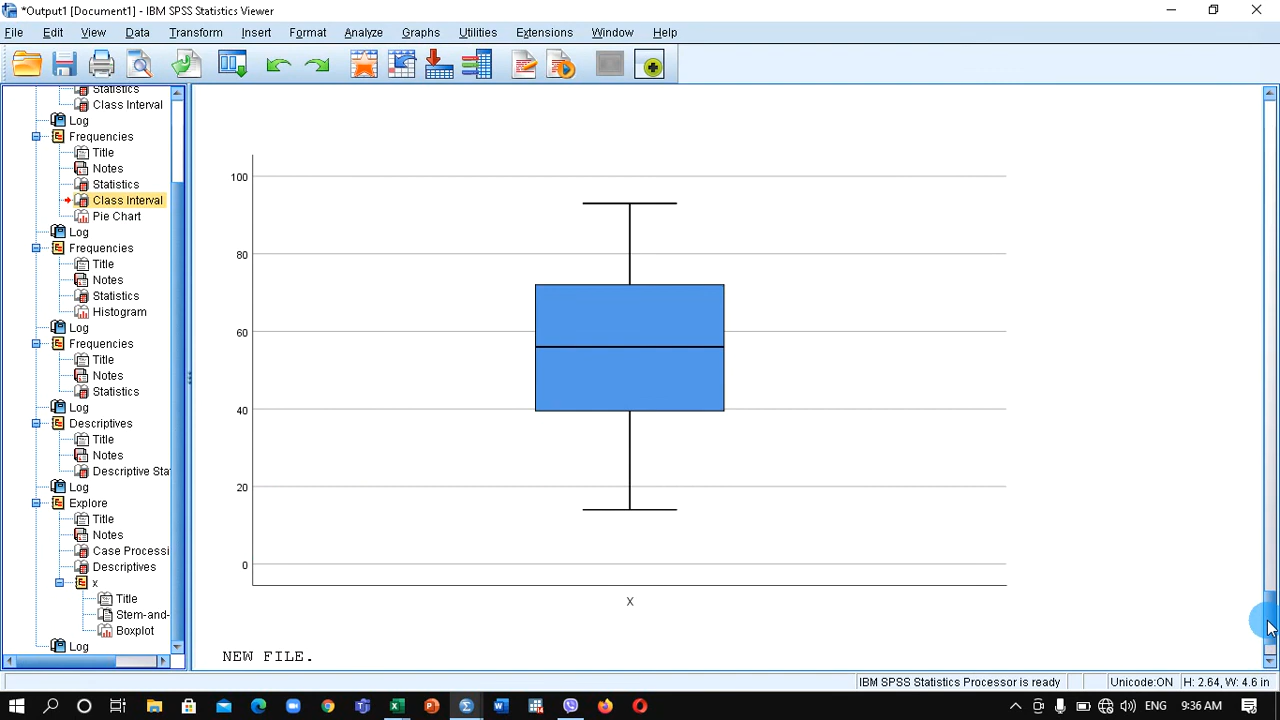 *Output1 [Document1] - IBM SPSS Statistics Viewer
File Edit View Data Transform Insert Format Analyze Graphs Utilities Extensions Window Help
Statistics
Class Interval
Log
Frequencies
Title
Notes
Statistics
Class Interval
Pie Chart
Log
Frequencies
Title
Notes
Statistics
Histogram
Log
Frequencies
Title
Notes
Statistics
Log
Descriptives
Title
Notes
Descriptive Sta
Log
Explore
Title
Notes
Case Processi
Descriptives
x
Title
Stem-and-
Boxplot
Log
100
80
60
40
20
0
X
NEW FILE.
IBM SPSS Statistics Processor is ready Unicode:ON H: 2.64, W: 4.6 in
ENG 9:36 AM